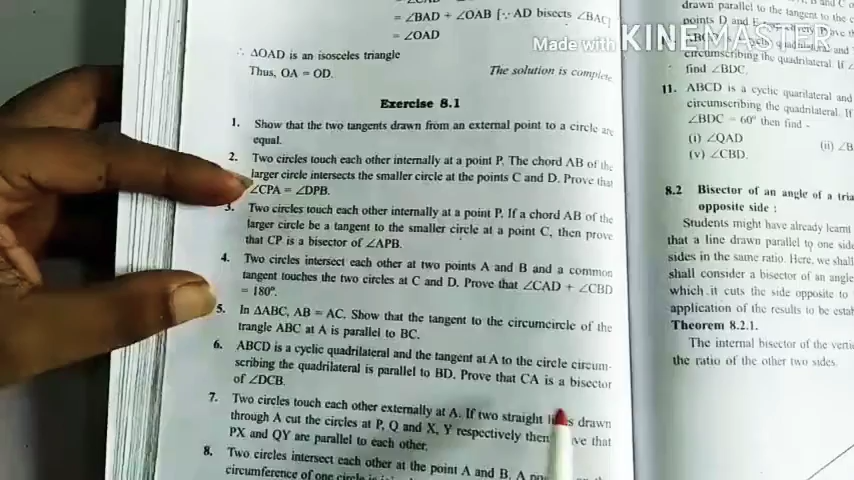 = ∠BAD + ∠OAB [∵ AD bisects ∠BAC]
= ∠OAD
∴ ΔOAD is an isosceles triangle
Thus, OA = OD.
The solution is complete.
Exercise 8.1
1. Show that the two tangents drawn from an external point to a circle are
equal.
2. Two circles touch each other internally at a point P. The chord AB of the
larger circle intersects the smaller circle at the points C and D. Prove that
∠CPA = ∠DPB.
3. Two circles touch each other internally at a point P. If a chord AB of the
larger circle be a tangent to the smaller circle at a point C, then prove
that CP is a bisector of ∠APB.
4. Two circles intersect each other at two points A and B and a common
tangent touches the two circles at C and D. Prove that ∠CAD + ∠CBD
= 180°.
5. In ΔABC, AB = AC. Show that the tangent to the circumcircle of the
trangle ABC at A is parallel to BC.
6. ABCD is a cyclic quadrilateral and the tangent at A to the circle circum-
scribing the quadrilateral is parallel to BD. Prove that CA is a bisector
of ∠DCB.
7. Two circles touch each other externally at A. If two straight drawn
through A cut the circles at P, Q and X, Y respectively then that
PX and QY are parallel to each other.
8. Two circles intersect each other at the point A and B. A
circumference of one circle
Made with KINEMASTER
drawn parallel to the tangent to the
points D and E
circumscribing the quadrilateral. If
find ∠BDC.
11. ABCD is a cyclic quarilateral and
circumscribing the quadrilateral. If
∠BDC = 60° then find -
(i) ∠QAD (ii)
(v) ∠CBD.
8.2 Bisector of an angle of a
opposite side :
Students might have already learnt
that a line drawn parallel to one side
sides in the same ratio. Here, we shall
shall consider a bisector of an angle
which it cuts the side opposite to
application of the results to be
Theorem 8.2.1.
The internal bisector of the
the ratio of the other two sides.